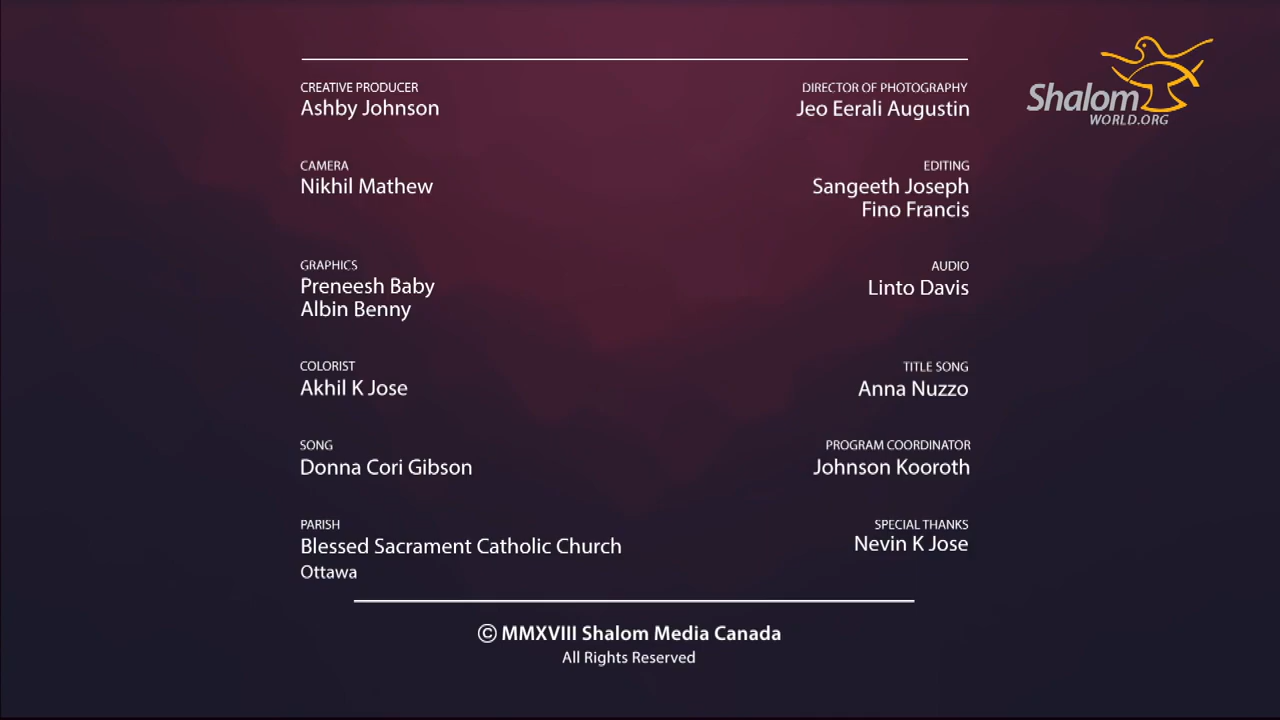 CREATIVE PRODUCER
Ashby Johnson
DIRECTOR OF PHOTOGRAPHY
Jeo Eerali Augustin
Shalom
WORLD.ORG
CAMERA
Nikhil Mathew
EDITING
Sangeeth Joseph
Fino Francis
GRAPHICS
Preneesh Baby
Albin Benny
AUDIO
Linto Davis
COLORIST
Akhil K Jose
TITLE SONG
Anna Nuzzo
SONG
Donna Cori Gibson
PROGRAM COORDINATOR
Johnson Kooroth
PARISH
Blessed Sacrament Catholic Church
Ottawa
SPECIAL THANKS
Nevin K Jose
© MMXVIII Shalom Media Canada
All Rights Reserved